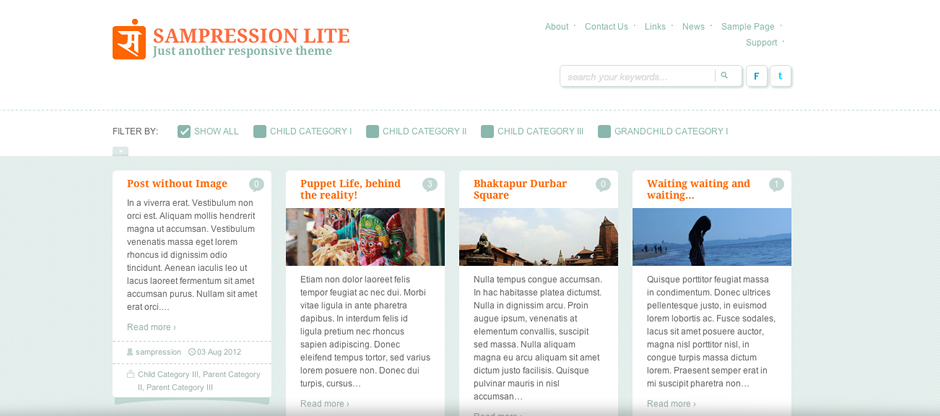 स
SAMPRESSION LITE
Just another responsive theme
About
Contact Us
Links
News
Sample Page
Support
search your keywords...
F
t
FILTER BY:
SHOW ALL
CHILD CATEGORY I
CHILD CATEGORY II
CHILD CATEGORY III
GRANDCHILD CATEGORY I
Post without Image
0
In a viverra erat. Vestibulum non
orci est. Aliquam mollis hendrerit
magna ut accumsan. Vestibulum
venenatis massa eget lorem
rhoncus id dignissim odio
tincidunt. Aenean iaculis leo ut
lacus laoreet fermentum sit amet
accumsan purus. Nullam sit amet
erat orci.…
Read more ›
sampression
03 Aug 2012
Child Category III, Parent Category
II, Parent Category III
Puppet Life, behind
the reality!
3
Etiam non dolor laoreet felis
tempor feugiat ac nec dui. Morbi
vitae ligula in ante pharetra
dapibus. In interdum felis id
ligula pretium nec rhoncus
sapien adipiscing. Donec
eleifend tempus tortor, sed varius
lorem posuere non. Donec dui
turpis, cursus…
Read more ›
Bhaktapur Durbar
Square
0
Nulla tempus congue accumsan.
In hac habitasse platea dictumst.
Nulla in dignissim arcu. Proin
augue ipsum, venenatis at
elementum convallis, suscipit
sed massa. Nulla aliquam
magna eu arcu aliquam sit amet
dictum justo facilisis. Quisque
pulvinar mauris in nisl
accumsan…
Read more ›
Waiting waiting and
waiting…
1
Quisque porttitor feugiat massa
in condimentum. Donec ultrices
pellentesque justo, in euismod
lorem lobortis ac. Fusce sodales,
lacus sit amet posuere auctor,
magna nisl porttitor nisl, in
congue turpis massa dictum
lorem. Praesent semper erat in
mi suscipit pharetra non…
Read more ›